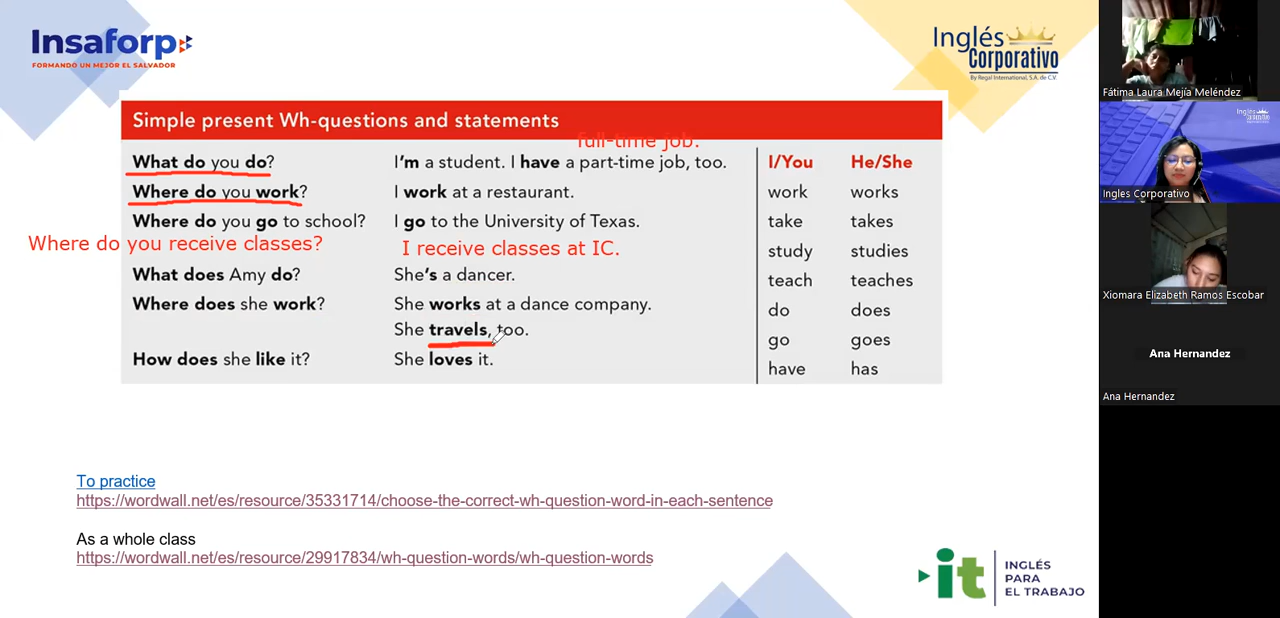 Insaforp
FORMANDO UN MEJOR EL SALVADOR
Inglés
Corporativo
By Regal International, S.A. de C.V.
Simple present Wh-questions and statements
full-time job.
What do you do? I'm a student. I have a part-time job, too. I/You He/She
Where do you work? I work at a restaurant. work works
Where do you go to school? I go to the University of Texas. take takes
Where do you receive classes? I receive classes at IC. study studies
What does Amy do? She's a dancer. teach teaches
Where does she work? She works at a dance company. do does
She travels, too. go goes
How does she like it? She loves it. have has
To practice
https://wordwall.net/es/resource/35331714/choose-the-correct-wh-question-word-in-each-sentence
As a whole class
https://wordwall.net/es/resource/29917834/wh-question-words/wh-question-words
it
INGLÉS
PARA
EL TRABAJO
Fátima Laura Mejía Meléndez
Ingles Corporativo
Xiomara Elizabeth Ramos Escobar
Ana Hernandez
Ana Hernandez